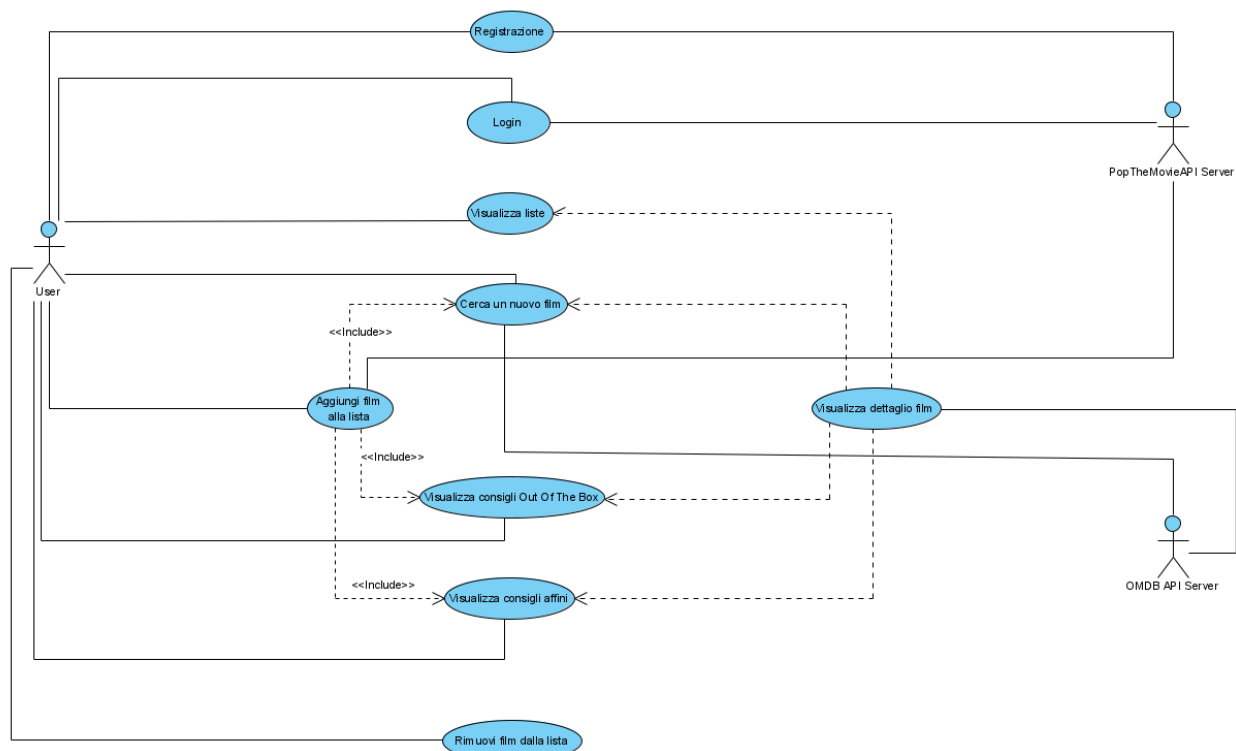 Registrazione
Login
PopTheMovieAPI Server
Visualizza liste
User
Cerca un nuovo film
<<Include>>
Aggiungi film
alla lista
Visualizza dettaglio film
<<Include>>
Visualizza consigli Out Of The Box
<<Include>>
Visualizza consigli affini
OMDB API Server
Rimuovi film dalla lista